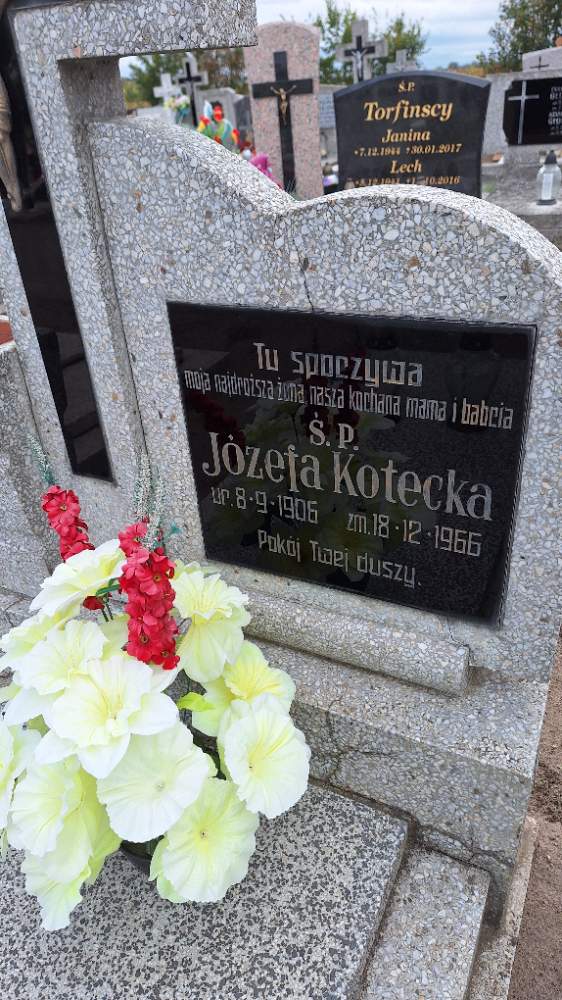 Torfinscy
Janina
*7.12.1944 +30.01.2017
Lech
Tu spoczywa
moja najdroższa żona nasza kochana mama i babcia
Ś.P.
Józefa Kotecka
ur.8·9·1906 zm.18·12·1966
Pokój Twej duszy.